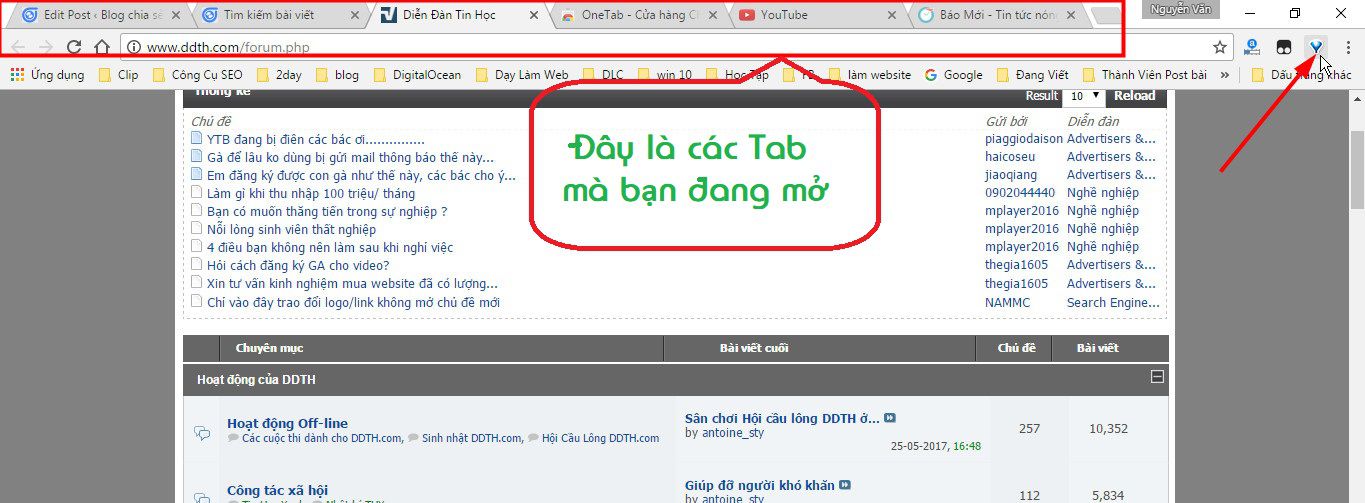 Edit Post ‹ Blog chia sẻ
Tìm kiếm bài viết
Diễn Đàn Tin Học
OneTab - Cửa hàng Ch
YouTube
Báo Mới - Tin tức nóng
Nguyễn Văn
www.ddth.com/forum.php
Ứng dụng Clip Công Cụ SEO 2day blog DigitalOcean Dạy Làm Web DLC win 10 Học Tập FB làm website Google Đang Viết Thành Viên Post bài » Dấu trang khác
Thống kê Result 10 Reload
Chủ đề Gửi bởi Diễn đàn
YTB đang bị điên các bác ơi.............. piaggiodaison Advertisers &...
Gà để lâu ko dùng bị gửi mail thông báo thế này... haicoseu Advertisers &...
Em đăng ký được con gà như thế này, các bác cho ý... jiaoqiang Advertisers &...
Làm gì khi thu nhập 100 triệu/ tháng 0902044440 Nghề nghiệp
Bạn có muốn thăng tiến trong sự nghiệp ? mplayer2016 Nghề nghiệp
Nỗi lòng sinh viên thất nghiệp mplayer2016 Nghề nghiệp
4 điều bạn không nên làm sau khi nghỉ việc mplayer2016 Nghề nghiệp
Hỏi cách đăng ký GA cho video? thegia1605 Advertisers &...
Xin tư vấn kinh nghiệm mua website đã có lượng... thegia1605 Advertisers &...
Chỉ vào đây trao đổi logo/link không mở chủ đề mới NAMMC Search Engine...
Đây là các Tab
mà bạn đang mở
Chuyên mục Bài viết cuối Chủ đề Bài viết
Hoạt động của DDTH
Hoạt động Off-line Sân chơi Hội cầu lông DDTH ở...
Các cuộc thi dành cho DDTH.com, Sinh nhật DDTH.com, Hội Cầu Lông DDTH.com by antoine_sty 257 10,352
25-05-2017, 16:48
Công tác xã hội Giúp đỡ người khó khăn 112 5,834
by antoine_sty